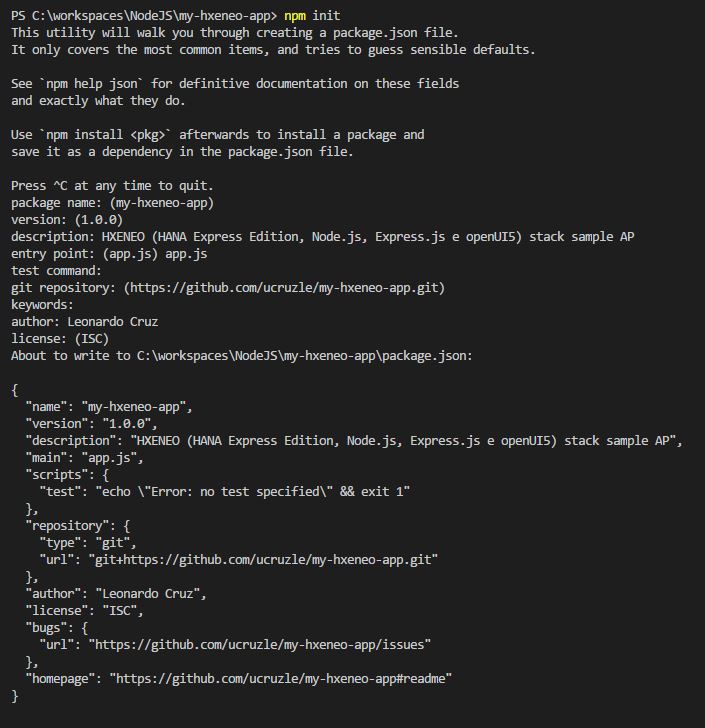 PS C:\workspaces\NodeJS\my-hxeneo-app> npm init
This utility will walk you through creating a package.json file.
It only covers the most common items, and tries to guess sensible defaults.

See `npm help json` for definitive documentation on these fields
and exactly what they do.

Use `npm install <pkg>` afterwards to install a package and
save it as a dependency in the package.json file.

Press ^C at any time to quit.
package name: (my-hxeneo-app)
version: (1.0.0)
description: HXENEO (HANA Express Edition, Node.js, Express.js e openUI5) stack sample AP
entry point: (app.js) app.js
test command:
git repository: (https://github.com/ucruzle/my-hxeneo-app.git)
keywords:
author: Leonardo Cruz
license: (ISC)
About to write to C:\workspaces\NodeJS\my-hxeneo-app\package.json:

{
  "name": "my-hxeneo-app",
  "version": "1.0.0",
  "description": "HXENEO (HANA Express Edition, Node.js, Express.js e openUI5) stack sample AP",
  "main": "app.js",
  "scripts": {
    "test": "echo \"Error: no test specified\" && exit 1"
  },
  "repository": {
    "type": "git",
    "url": "git+https://github.com/ucruzle/my-hxeneo-app.git"
  },
  "author": "Leonardo Cruz",
  "license": "ISC",
  "bugs": {
    "url": "https://github.com/ucruzle/my-hxeneo-app/issues"
  },
  "homepage": "https://github.com/ucruzle/my-hxeneo-app#readme"
}